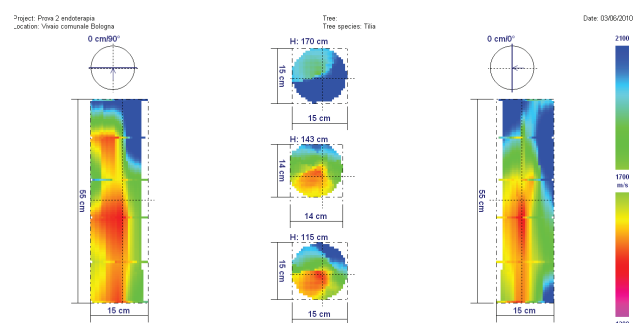 Project: Prova 2 endoterapia
Location: Vivaio comunale Bologna
Tree:
Tree species: Tilia
Date: 03/06/2010
0 cm/90°
H: 170 cm
0 cm/0°
2100
15 cm
15 cm
H: 143 cm
14 cm
14 cm
1700
m/s
55 cm
55 cm
H: 115 cm
15 cm
15 cm
15 cm
15 cm